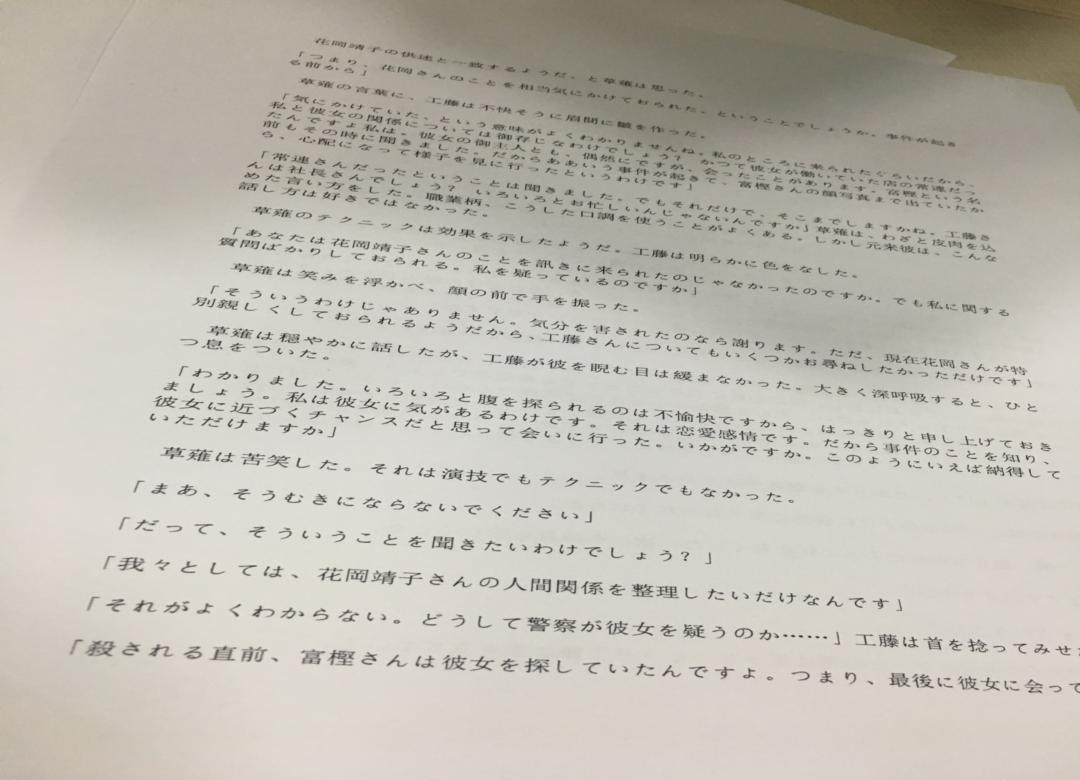 花岡靖子の供述と一致するようだ、と草薙は思った。
「つまり、花岡さんのことを相当気にかけておられた、ということでしょうか。事件が起き
る前から」
草薙の言葉に、工藤は不快そうに眉間に皺を作った。
「気にかけていた、という意味がよくわかりませんね。私のところに来られたぐらいだから、
私と彼女の関係については御存じなわけでしょう? かつて彼女が働いていた店の常連だっ
たんですよ私は。彼女の御主人とも、偶然にですが、会ったことがあります。富樫という名
前もその時に聞きました。だからああいう事件が起きて、富樫さんの顔写真まで出ていたか
ら、心配になって様子を見に行ったというわけです」
「常連さんだったということは聞きました。でもそれだけで、そこまでしますかね。工藤さ
んは社長さんでしょう? いろいろとお忙しいんじゃないんですか」草薙は、わざと皮肉を込
めた言い方をした。職業柄、こうした口調を使うことがよくある。しかし元来彼は、こんな
話し方は好きではなかった。
草薙のテクニックは効果を示したようだ。工藤は明らかに色をなした。
「あなたは花岡靖子さんのことを訊きに来られたのじゃなかったのですか。でも私に関する
質問ばかりしておられる。私を疑っているのですか」
草薙は笑みを浮かべ、顔の前で手を振った。
「そういうわけじゃありません。気分を害されたのなら謝ります。ただ、現在花岡さんが特
別親しくしておられるようだから、工藤さんについてもいくつかお尋ねしたかっただけです」
草薙は穏やかに話したが、工藤が彼を睨む目は緩まなかった。大きく深呼吸すると、ひと
つ息をついた。
「わかりました。いろいろと腹を探られるのは不愉快ですから、はっきりと申し上げておき
ましょう。私は彼女に気があるわけです。それは恋愛感情です。だから事件のことを知り、
彼女に近づくチャンスだと思って会いに行った。いかがですか。このようにいえば納得して
いただけますか」
草薙は苦笑した。それは演技でもテクニックでもなかった。
「まあ、そうむきにならないでください」
「だって、そういうことを聞きたいわけでしょう?」
「我々としては、花岡靖子さんの人間関係を整理したいだけなんです」
「それがよくわからない。どうして警察が彼女を疑うのか……」工藤は首を捻ってみせ
「殺される直前、富樫さんは彼女を探していたんですよ。つまり、最後に彼女に会って